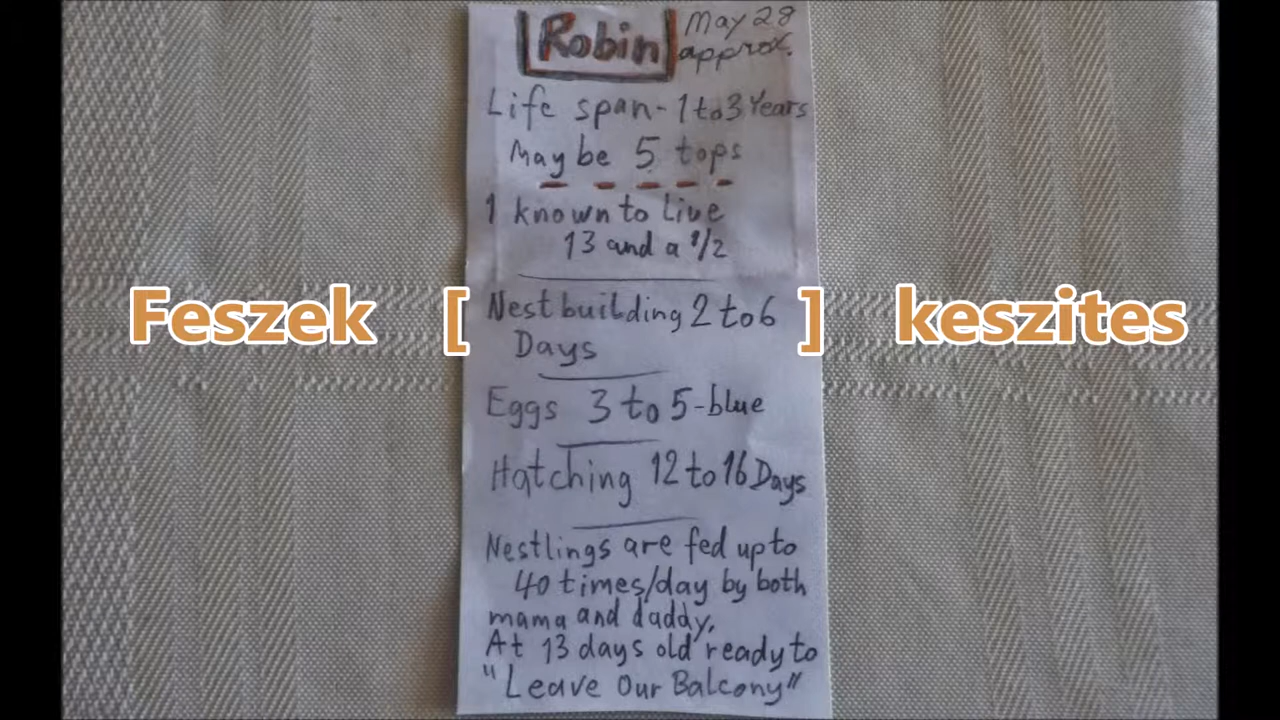 Robin May 28
approx.
Life span - 1 to 3 Years
May be 5 tops
1 known to live
13 and a 1/2
Feszek [ Nest building 2 to 6 ] keszites
Days
Eggs 3 to 5 - blue
Hatching 12 to 16 Days
Nestlings are fed up to
40 times/day by both
mama and daddy,
At 13 days old ready to
"Leave Our Balcony"